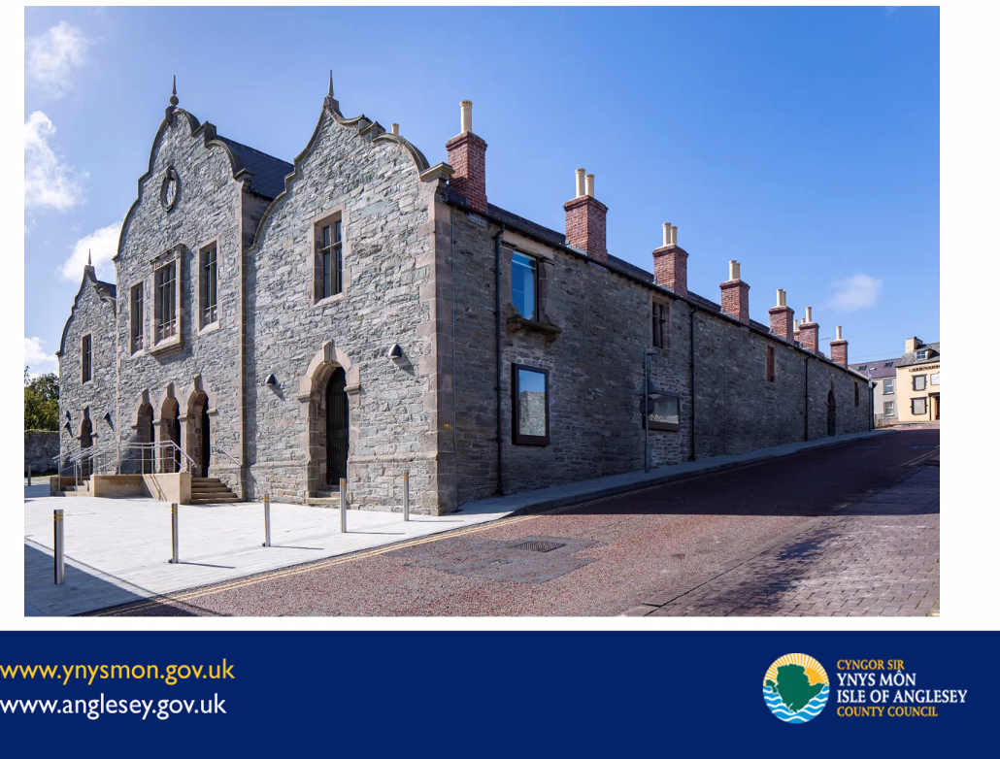 www.ynysmon.gov.uk
www.anglesey.gov.uk
CYNGOR SIR
YNYS MÔN
ISLE OF ANGLESEY
COUNTY COUNCIL